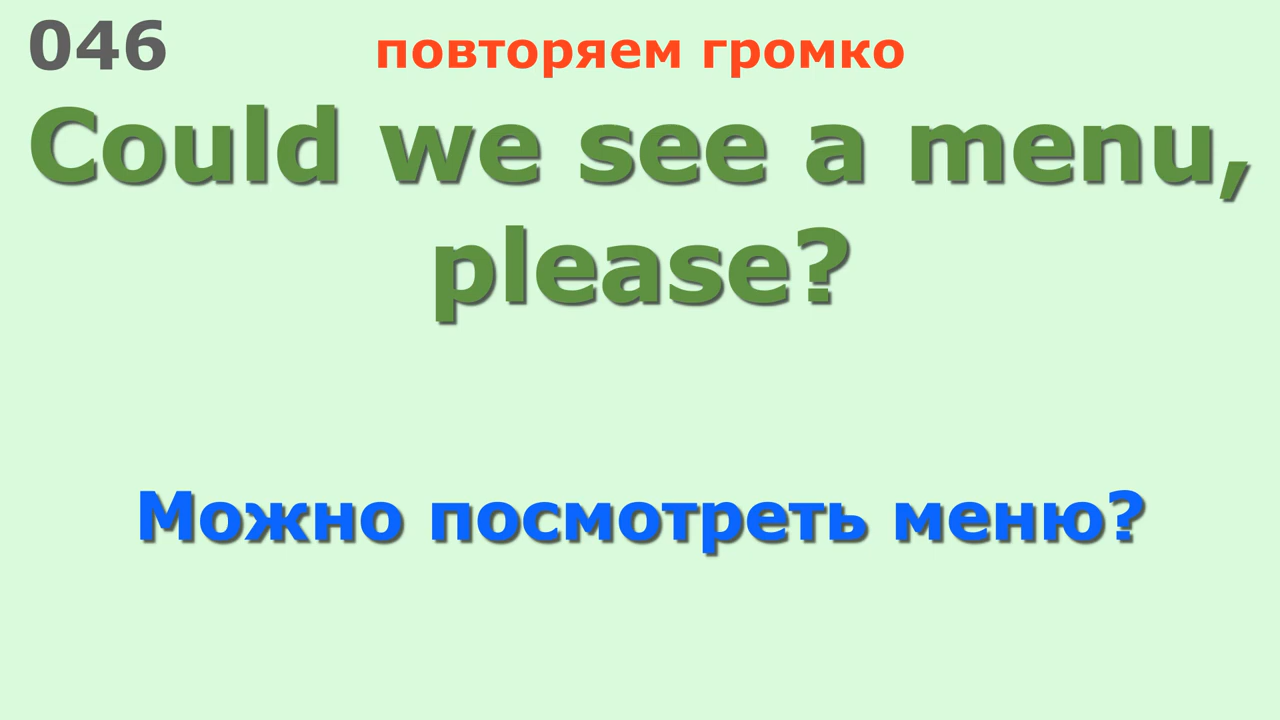 046
повторяем громко
Could we see a menu,
please?
Можно посмотреть меню?